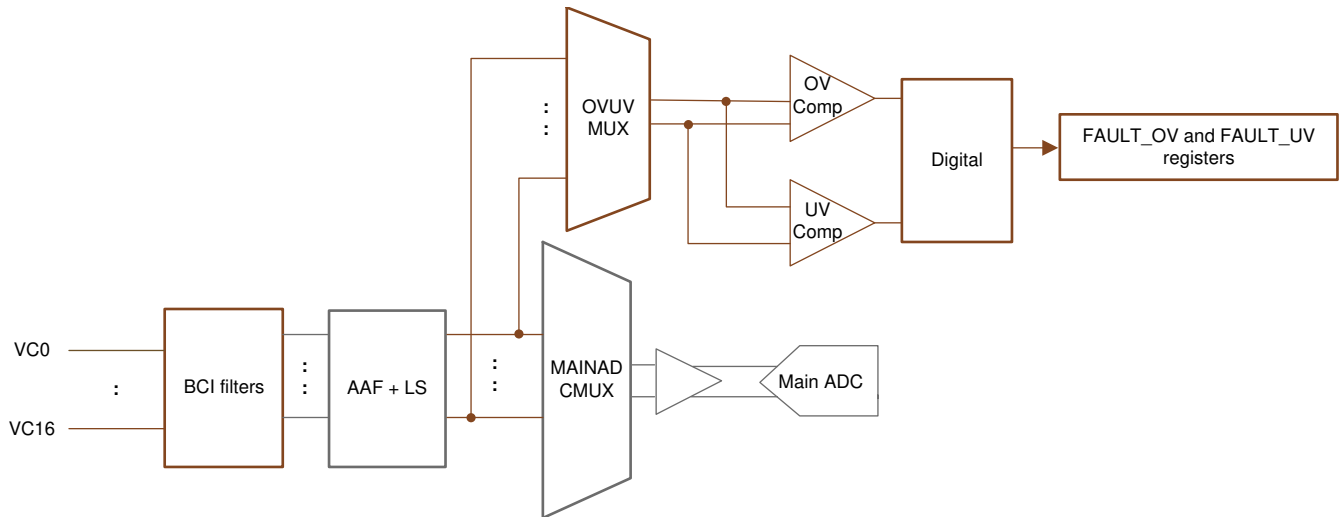 OVUV
MUX
OV
Comp
UV
Comp
Digital
FAULT_OV and FAULT_UV
registers
VC0
:
VC16
BCI filters
:
:
AAF + LS
:
:
:
:
MAINAD
CMUX
Main ADC